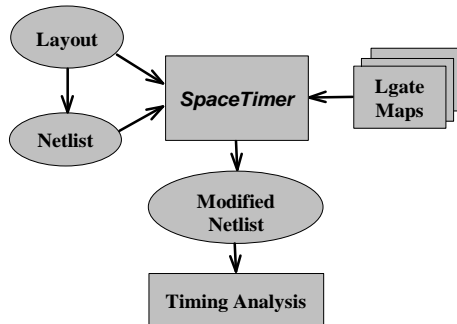 Layout
SpaceTimer
Lgate
Maps
Netlist
Modified
Netlist
Timing Analysis